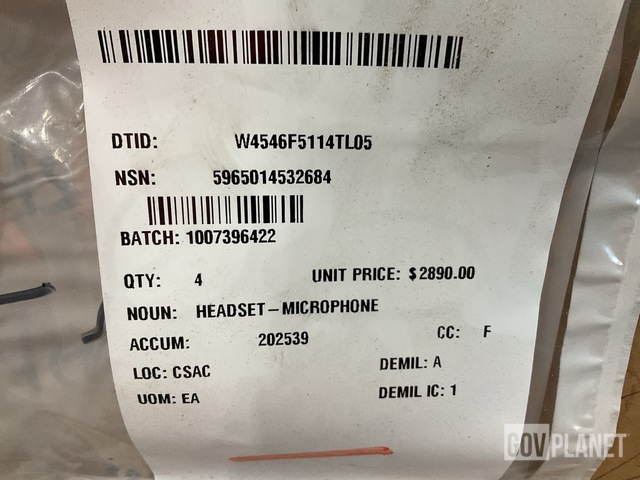 DTID: W4546F5114TL05
NSN: 5965014532684
BATCH: 1007396422
QTY: 4 UNIT PRICE: $2890.00
NOUN: HEADSET-MICROPHONE
ACCUM: 202539 CC: F
LOC: CSAC DEMIL: A
UOM: EA DEMIL IC: 1
GOVPLANET